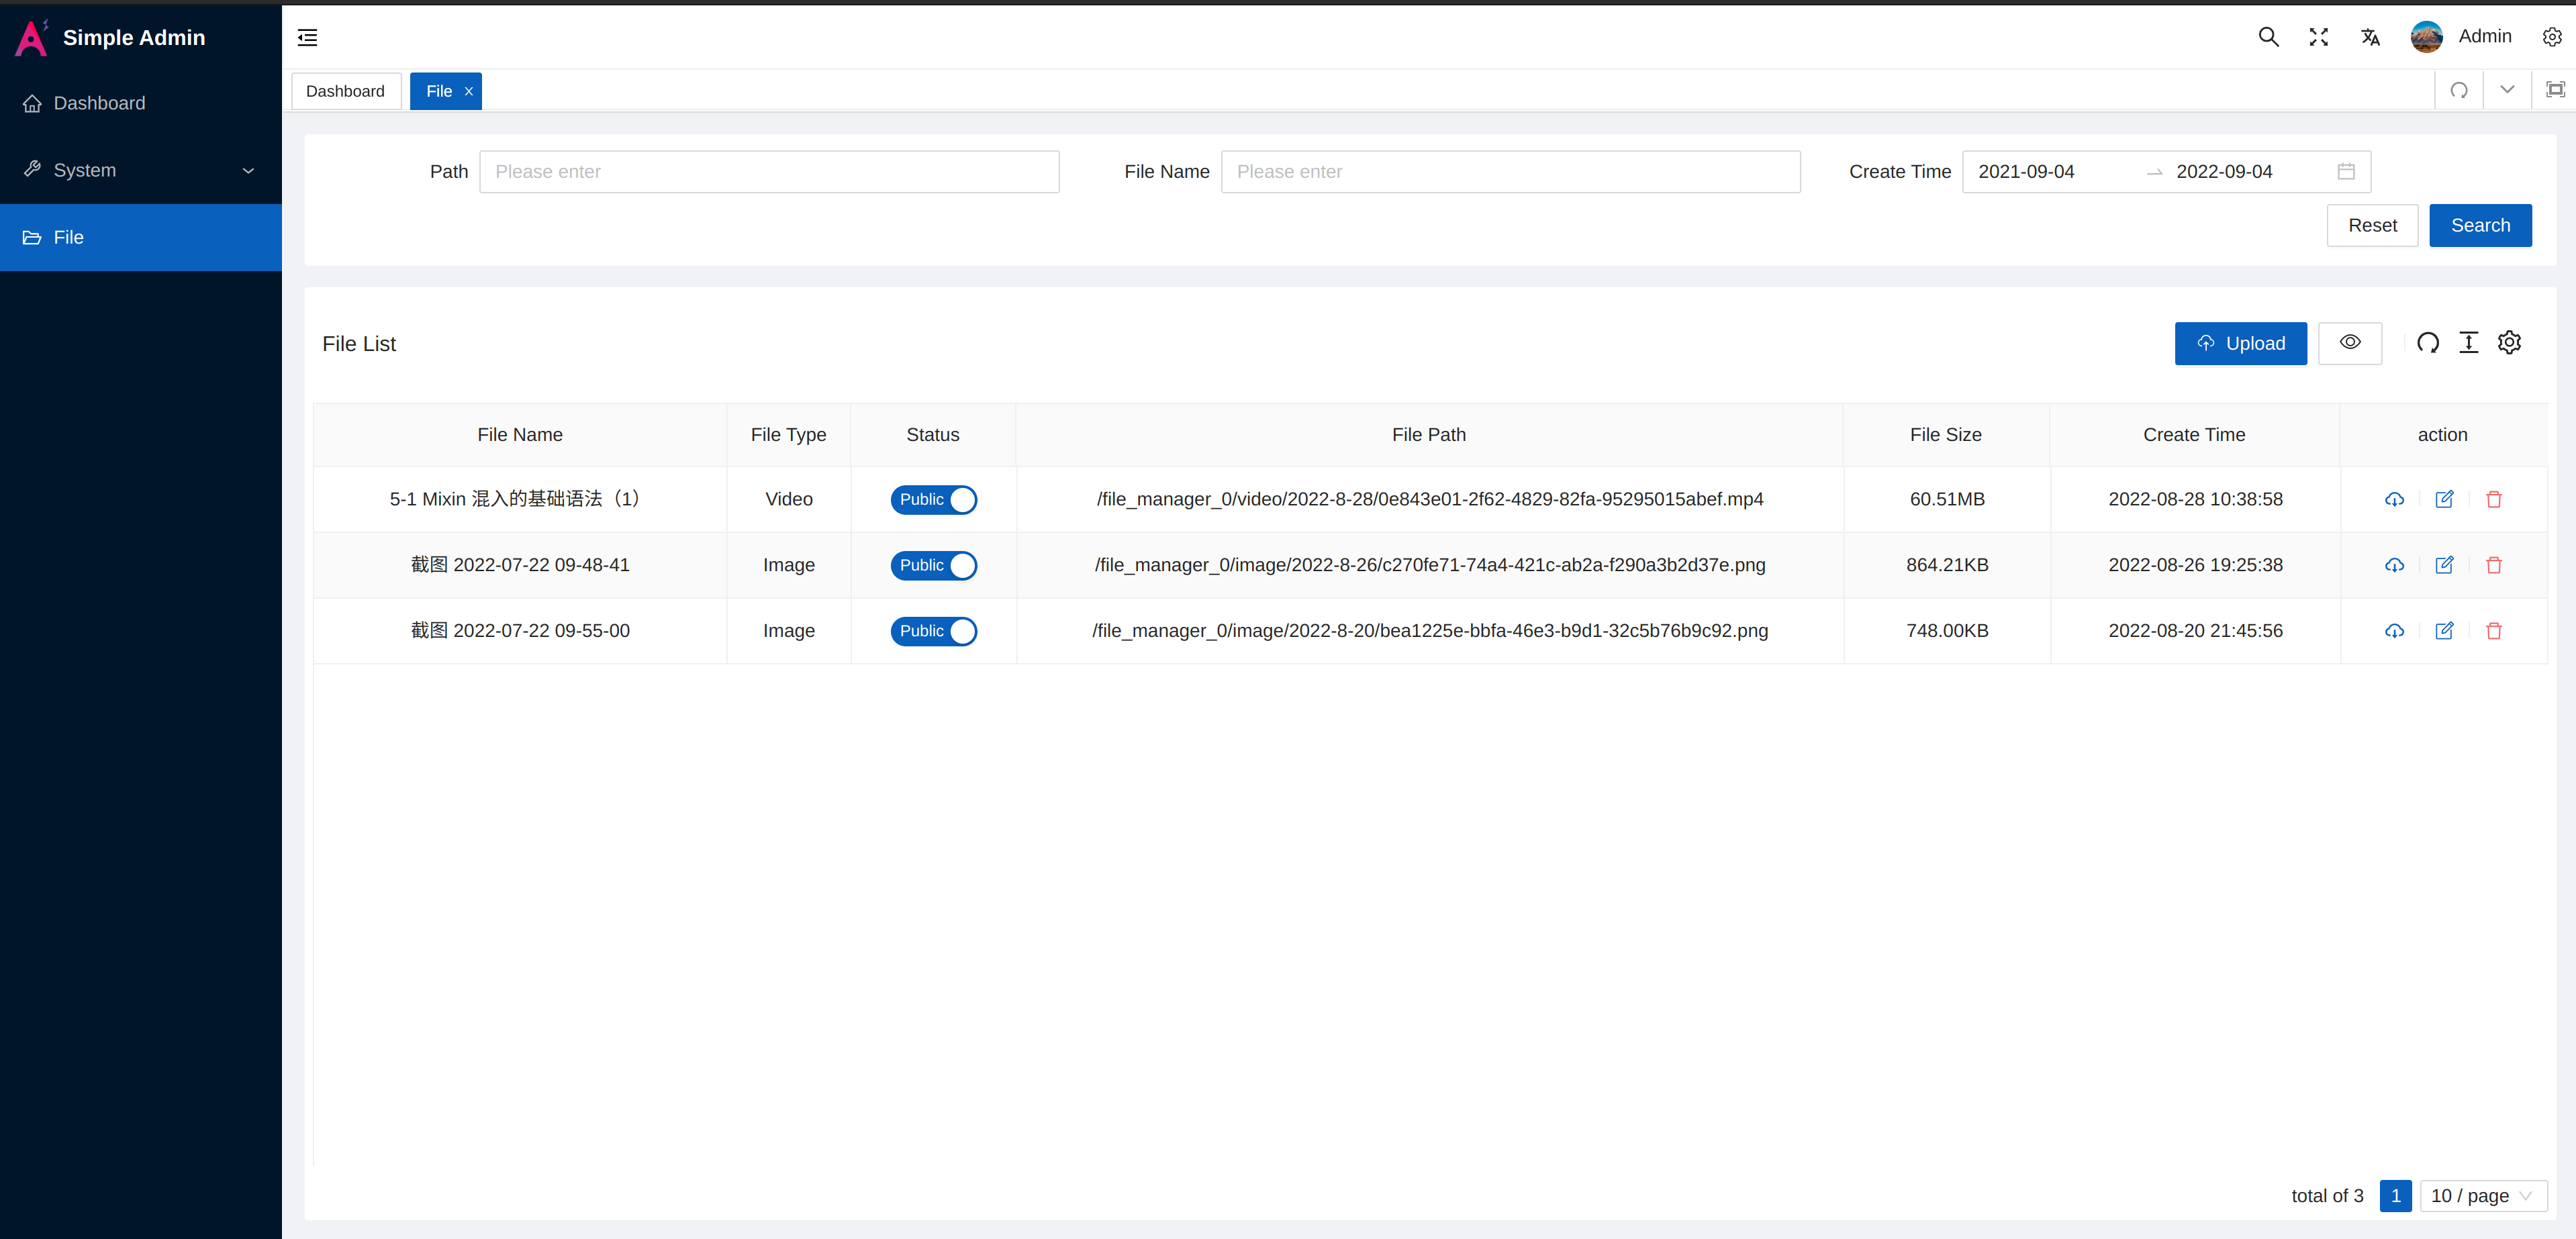 Simple Admin
Dashboard
System
File
Admin
Dashboard File
Path Please enter File Name Please enter Create Time 2021-09-04 2022-09-04
Reset Search
File List Upload
File Name File Type Status File Path File Size Create Time action
5-1 Mixin 混入的基础语法（1） Video Public /file_manager_0/video/2022-8-28/0e843e01-2f62-4829-82fa-95295015abef.mp4 60.51MB 2022-08-28 10:38:58
截图 2022-07-22 09-48-41 Image Public /file_manager_0/image/2022-8-26/c270fe71-74a4-421c-ab2a-f290a3b2d37e.png 864.21KB 2022-08-26 19:25:38
截图 2022-07-22 09-55-00 Image Public /file_manager_0/image/2022-8-20/bea1225e-bbfa-46e3-b9d1-32c5b76b9c92.png 748.00KB 2022-08-20 21:45:56
total of 3 1 10 / page